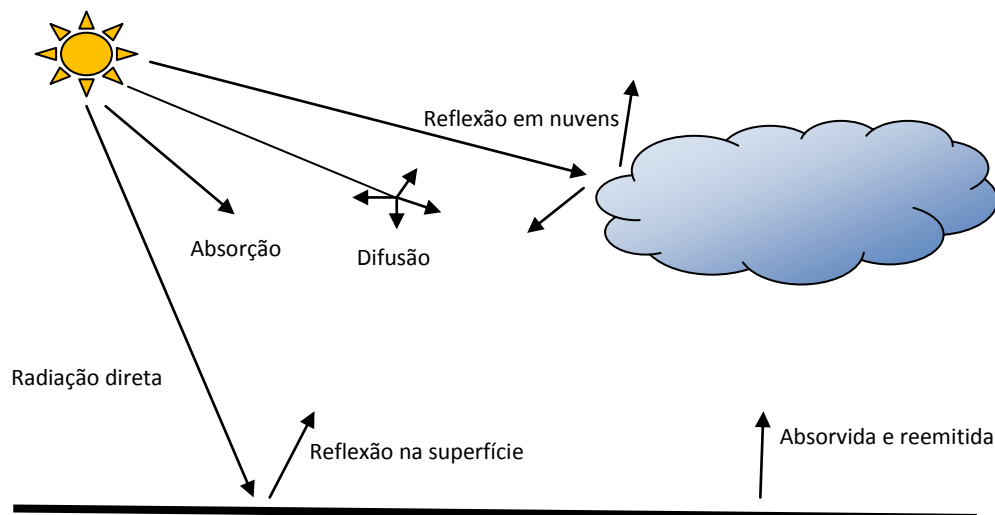 Reflexão em nuvens
Absorção
Difusão
Radiação direta
Reflexão na superfície
Absorvida e reemitida